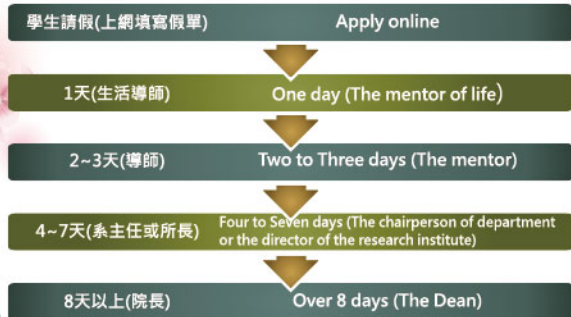 學生請假(上網填寫假單) Apply online
1天(生活導師) One day (The mentor of life)
2~3天(導師) Two to Three days (The mentor)
4~7天(系主任或所長) Four to Seven days (The chairperson of department
or the director of the research institute)
8天以上(院長) Over 8 days (The Dean)